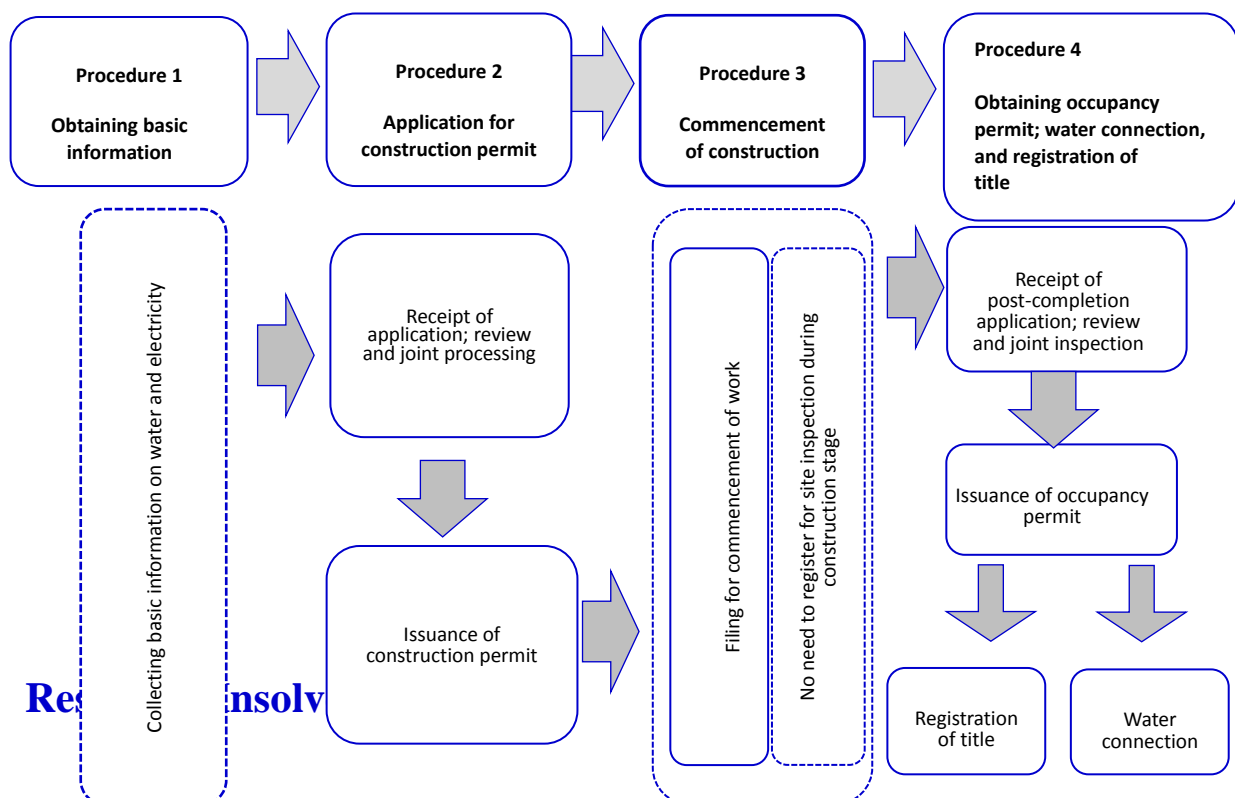 Procedure 1
Obtaining basic
information
Procedure 2
Application for
construction permit
Procedure 3
Commencement
of construction
Procedure 4
Obtaining occupancy
permit; water connection,
and registration of
title
Collecting basic information on water and electricity
Receipt of
application; review
and joint processing
Issuance of
construction permit
Filing for commencement of work
No need to register for site inspection during
construction stage
Receipt of
post-completion
application; review
and joint inspection
Issuance of occupancy
permit
Registration
of title
Water
connection